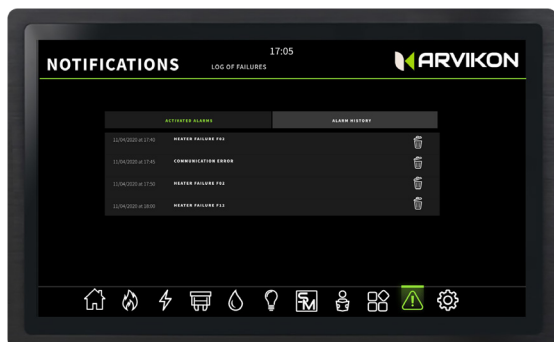 17:05
NOTIFICATIONS
LOG OF FAILURES
ARVIKON
ACTIVATED ALARMS
ALARM HISTORY
11/04/2020 at 17:45 HEATER FAILURE F02
11/04/2020 at 17:45 COMMUNICATION ERROR
11/04/2020 at 17:50 HEATER FAILURE F02
11/04/2020 at 18:00 HEATER FAILURE F13